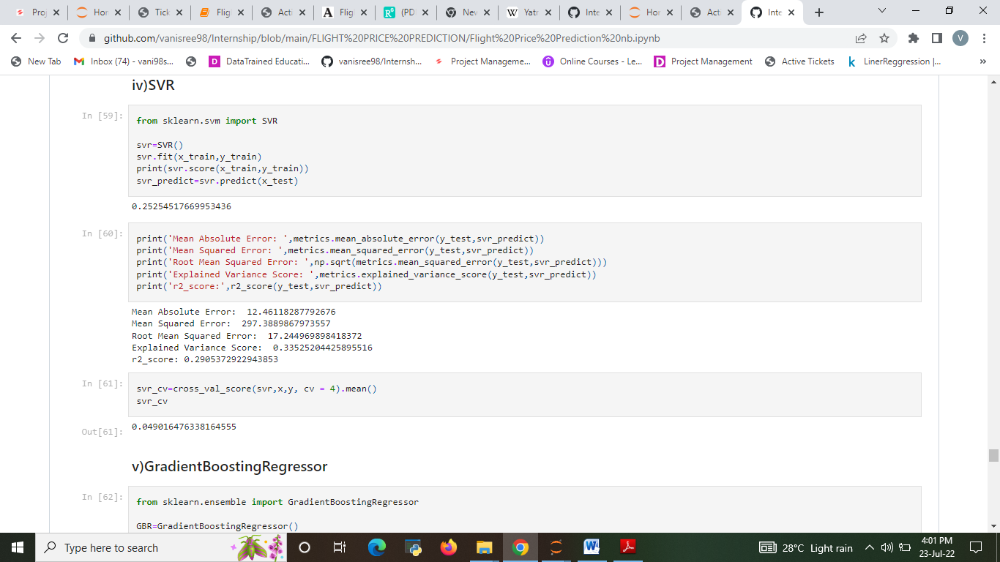 Proj
Hom
Tick
Fligh
Activ
Fligh
(PDF
New
Yatr
Inte
Hom
Acti
Inte
github.com/vanisree98/Internship/blob/main/FLIGHT%20PRICE%20PREDICTION/Flight%20Price%20Prediction%20nb.ipynb
V
New Tab
Inbox (74) - vani98s...
DataTrained Educati...
vanisree98/Internsh...
Project Manageme...
Online Courses - Le...
Project Management
Active Tickets
LinerReggression |...
»
iv)SVR
In [59]:
from sklearn.svm import SVR
svr=SVR()
svr.fit(x_train,y_train)
print(svr.score(x_train,y_train))
svr_predict=svr.predict(x_test)
0.25254517669953436
In [60]:
print('Mean Absolute Error: ',metrics.mean_absolute_error(y_test,svr_predict))
print('Mean Squared Error: ',metrics.mean_squared_error(y_test,svr_predict))
print('Root Mean Squared Error: ',np.sqrt(metrics.mean_squared_error(y_test,svr_predict)))
print('Explained Variance Score: ',metrics.explained_variance_score(y_test,svr_predict))
print('r2_score:',r2_score(y_test,svr_predict))
Mean Absolute Error:  12.46118287792676
Mean Squared Error:  297.3889867973557
Root Mean Squared Error:  17.244969898418372
Explained Variance Score:  0.33525204425895516
r2_score: 0.2905372922943853
In [61]:
svr_cv=cross_val_score(svr,x,y, cv = 4).mean()
svr_cv
Out[61]:
0.049016476338164555
v)GradientBoostingRegressor
In [62]:
from sklearn.ensemble import GradientBoostingRegressor
GBR=GradientBoostingRegressor()
Type here to search
28°C Light rain
4:01 PM
23-Jul-22